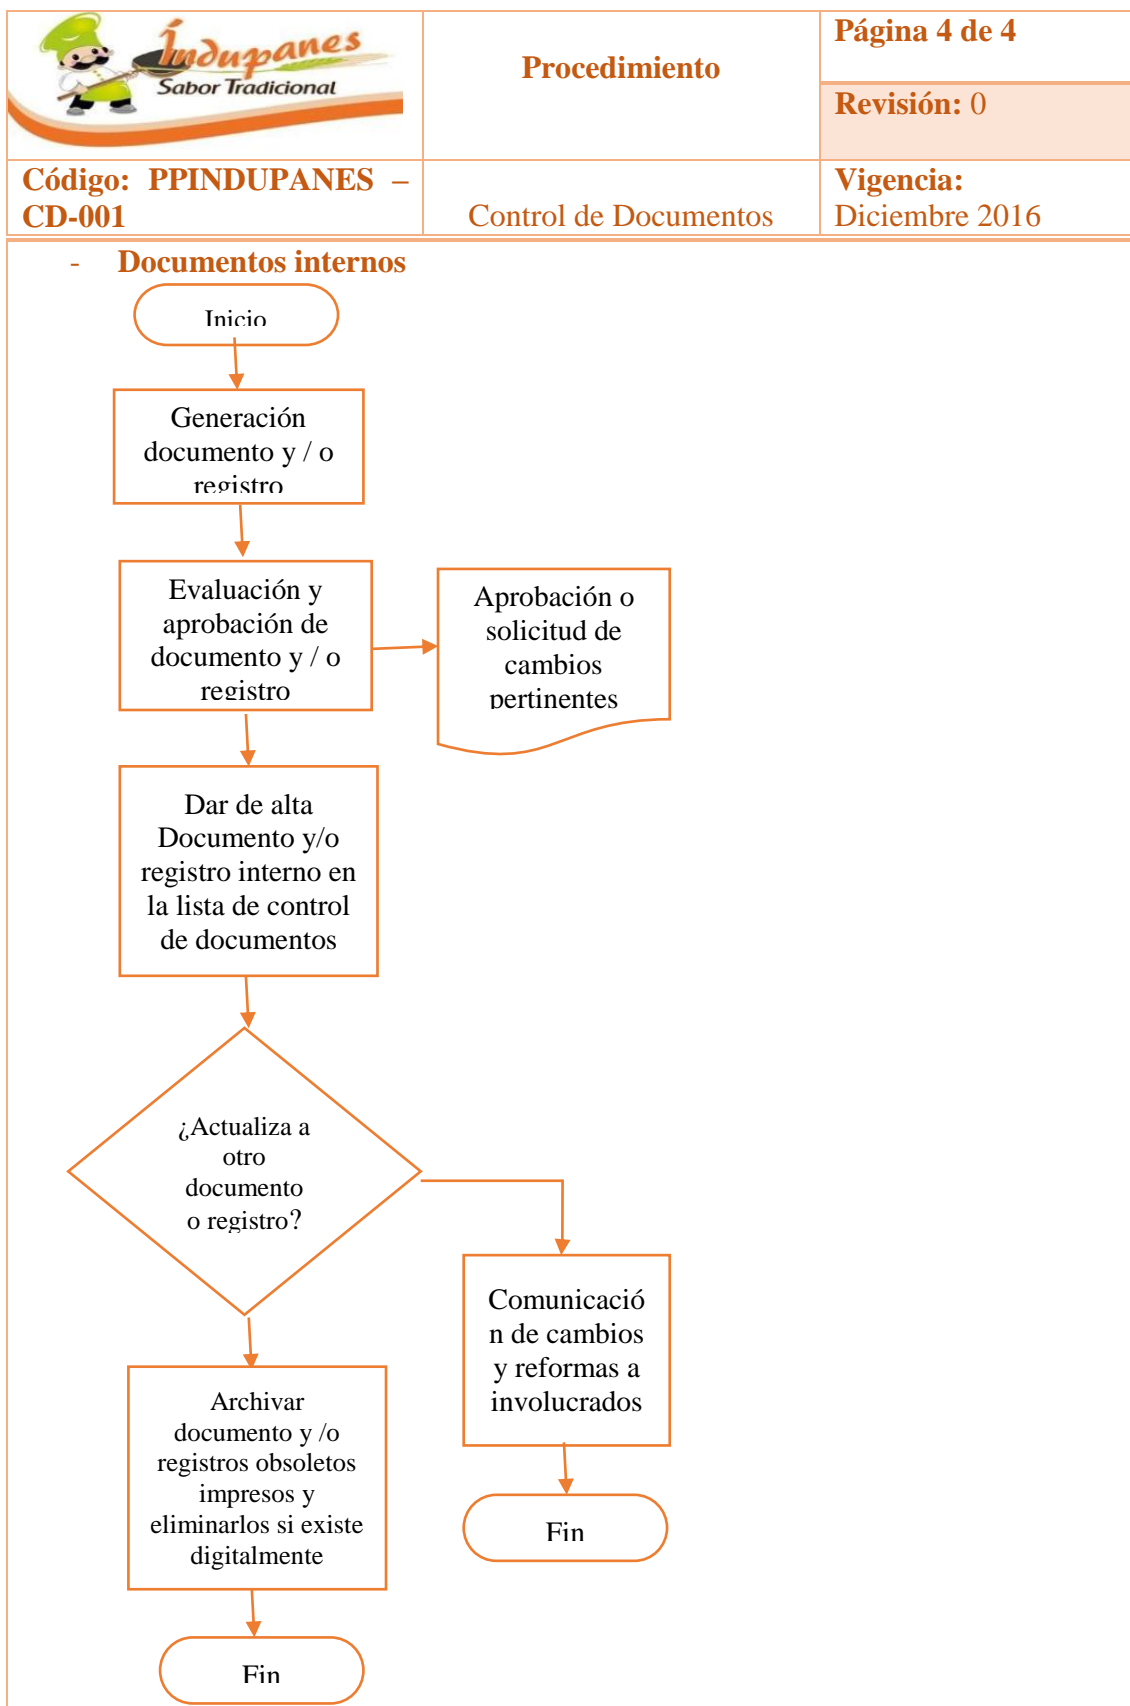 Índupanes
Sabor Tradicional
Procedimiento
Página 4 de 4
Revisión: 0
Código: PPINDUPANES –
CD-001
Control de Documentos
Vigencia:
Diciembre 2016
- Documentos internos
Inicio
Generación
documento y / o
registro
Evaluación y
aprobación de
documento y / o
registro
Aprobación o
solicitud de
cambios
pertinentes
Dar de alta
Documento y/o
registro interno en
la lista de control
de documentos
¿Actualiza a
otro
documento
o registro?
Comunicació
n de cambios
y reformas a
involucrados
Archivar
documento y /o
registros obsoletos
impresos y
eliminarlos si existe
digitalmente
Fin
Fin